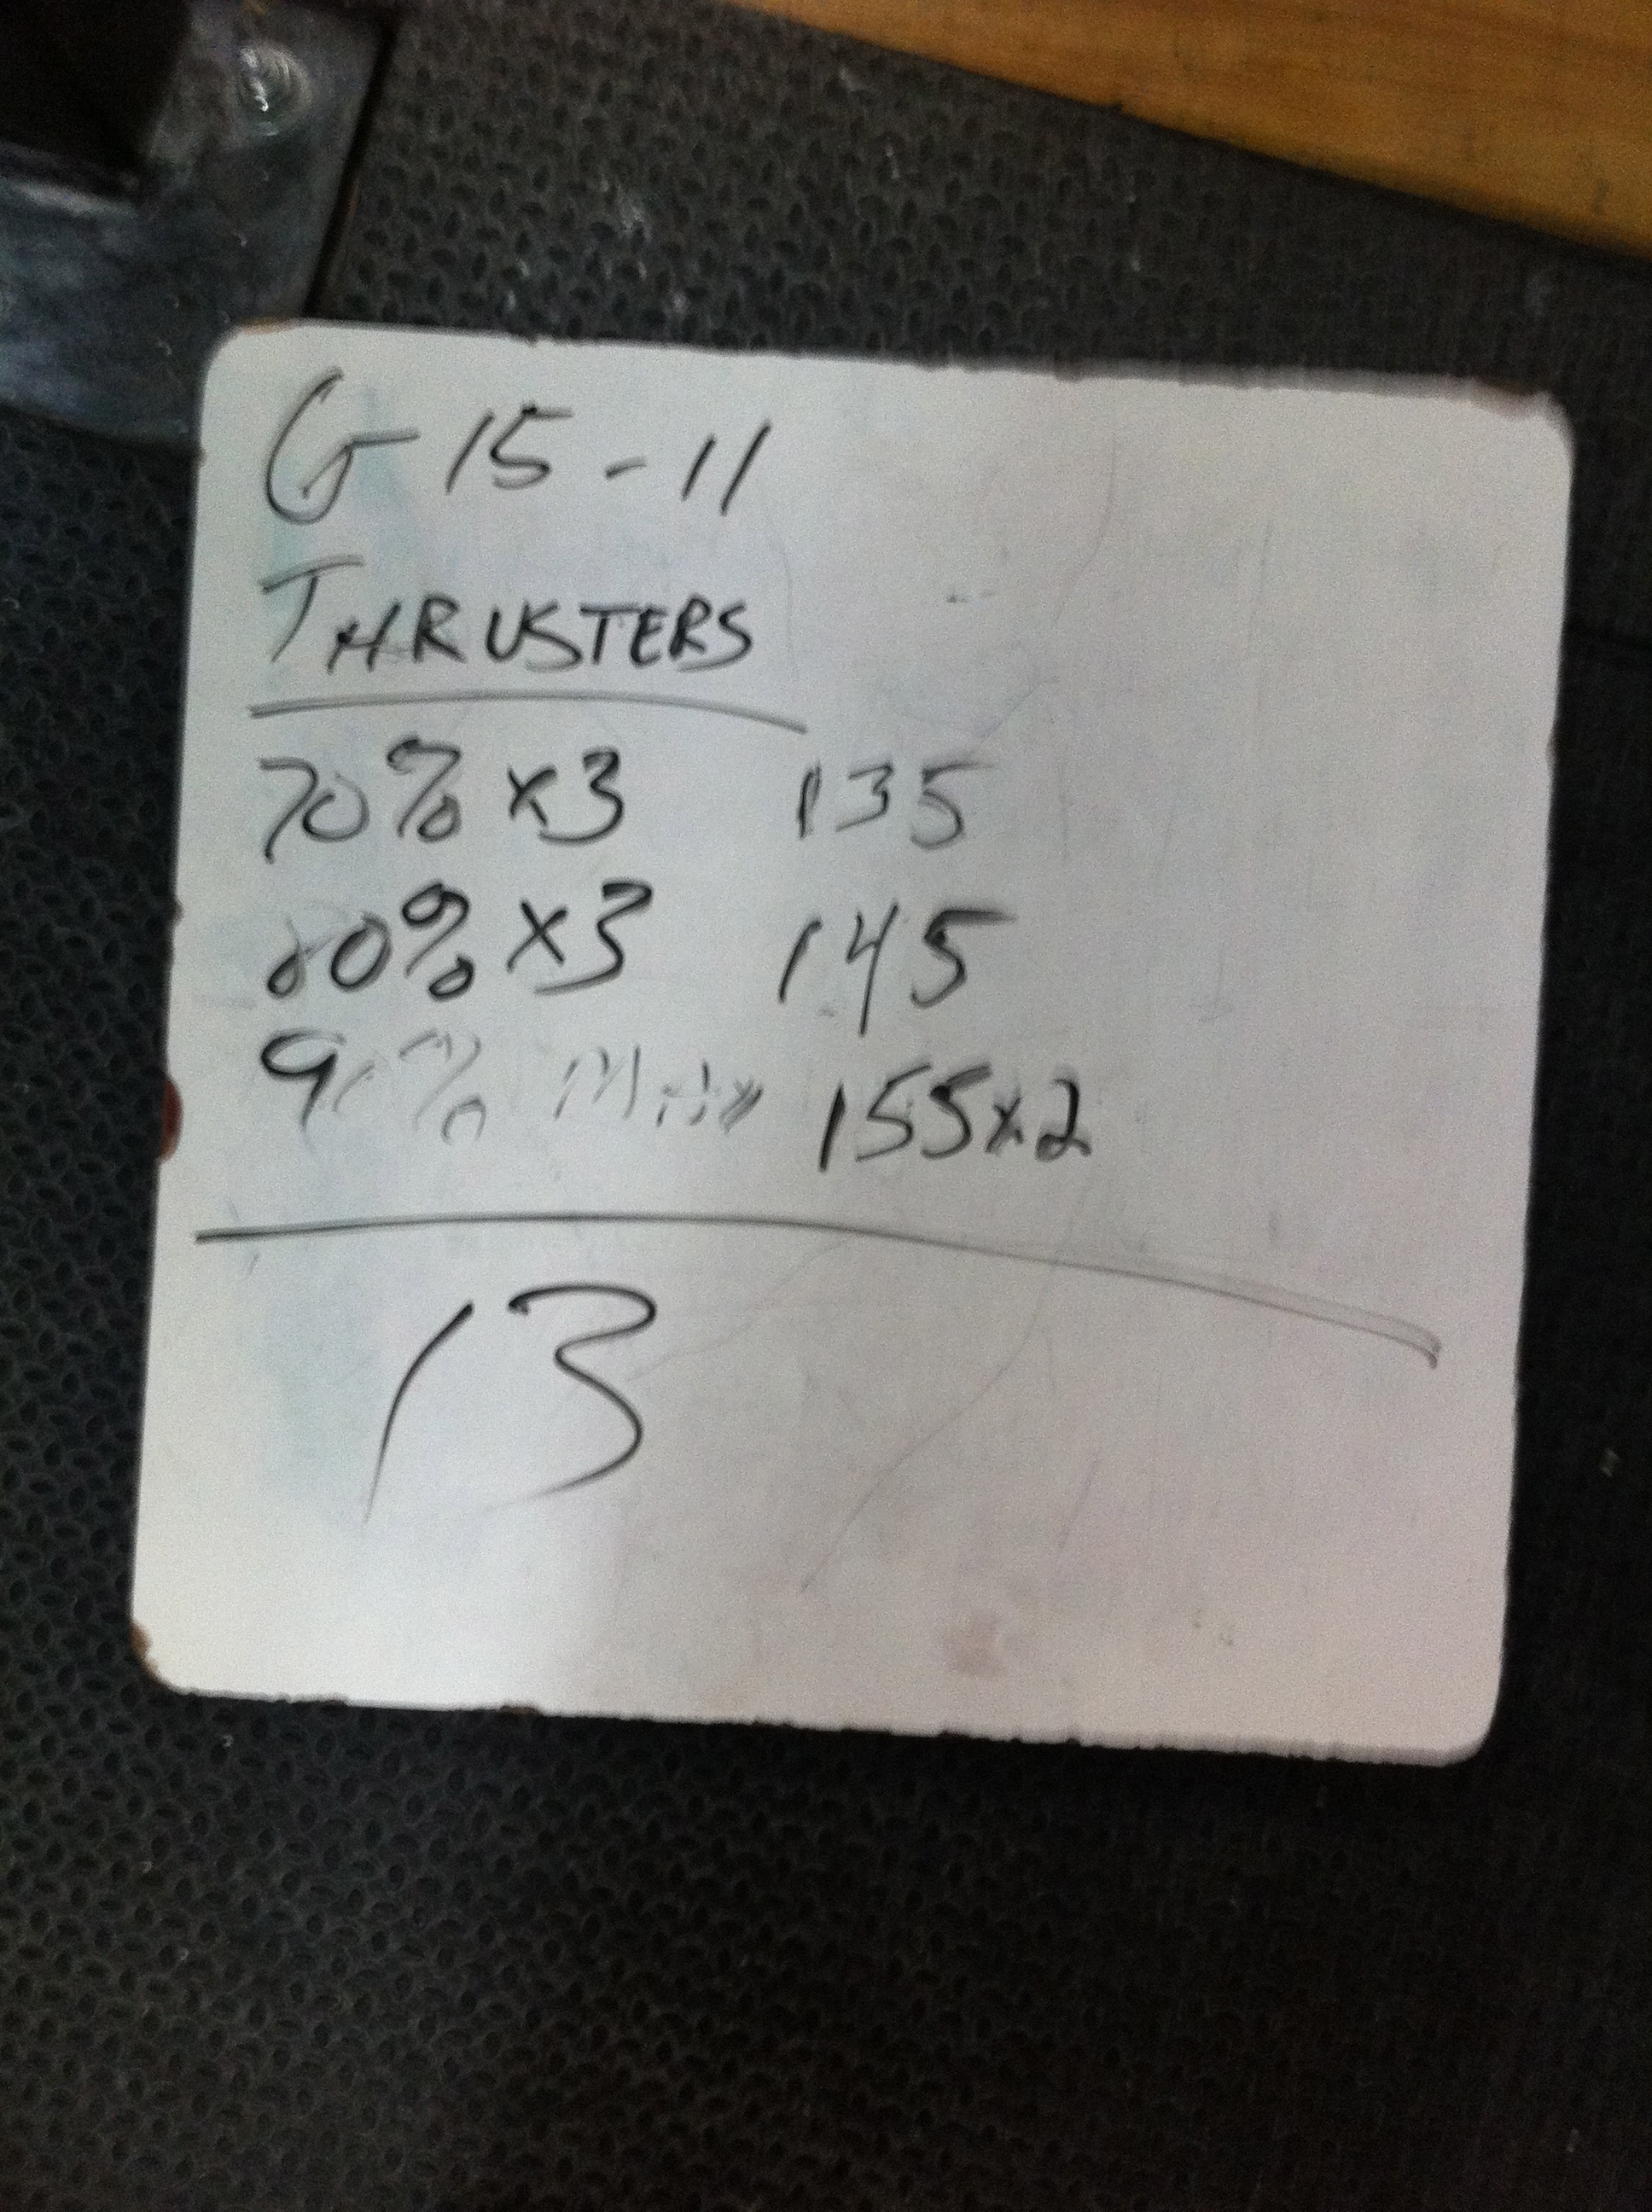 G 15-11
THRUSTERS
70% x3 135
80% x3 145
90% Max 155x2
13